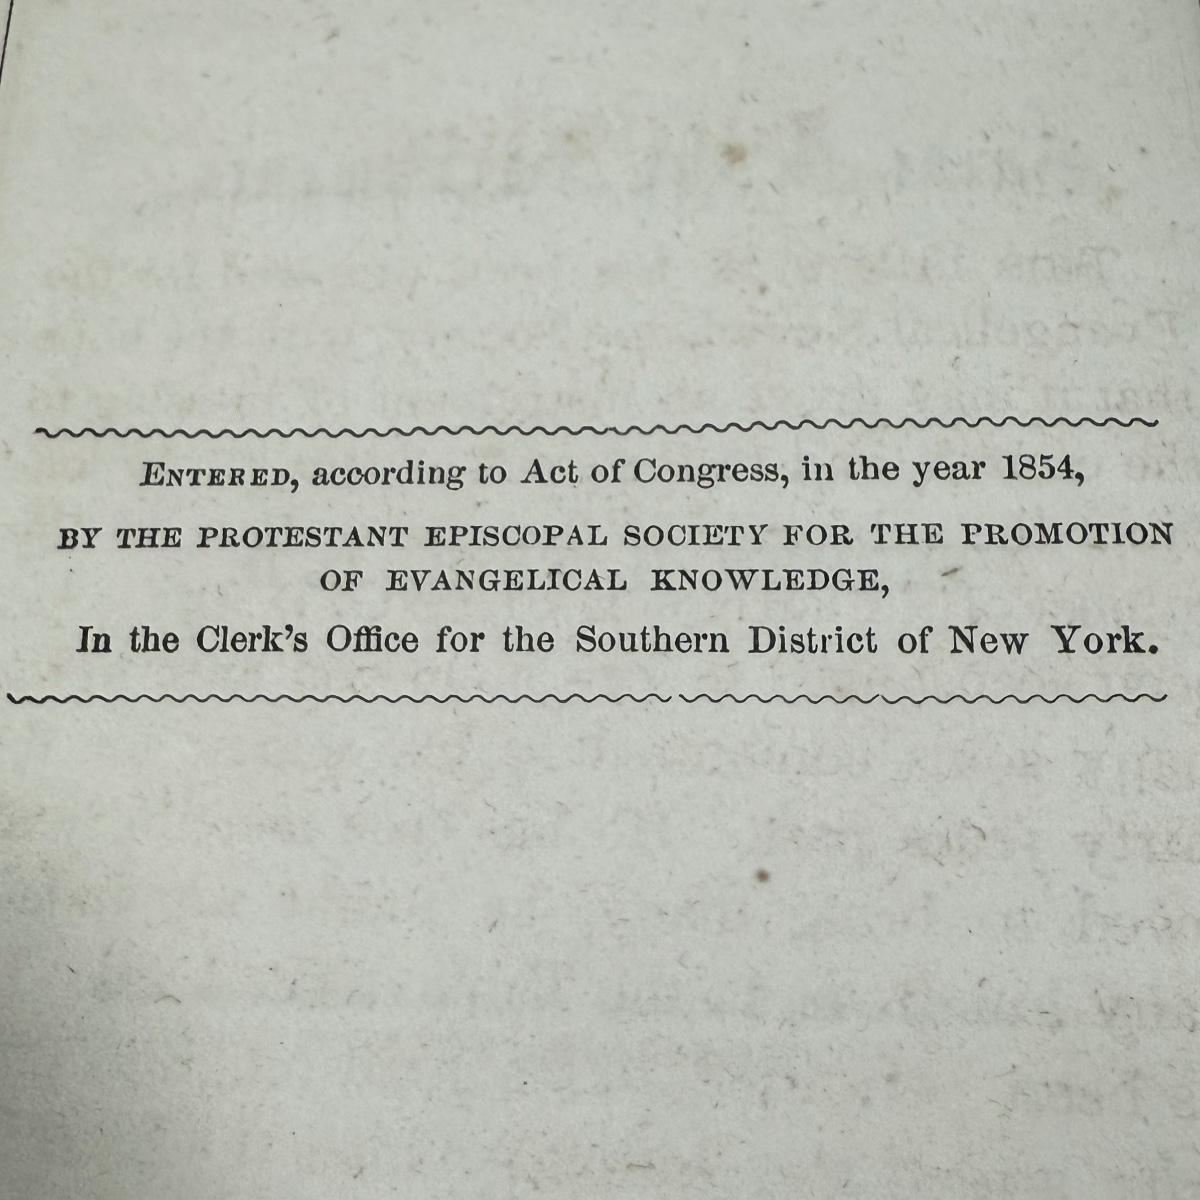 ENTERED, according to Act of Congress, in the year 1854,
BY THE PROTESTANT EPISCOPAL SOCIETY FOR THE PROMOTION
OF EVANGELICAL KNOWLEDGE,
In the Clerk's Office for the Southern District of New York.